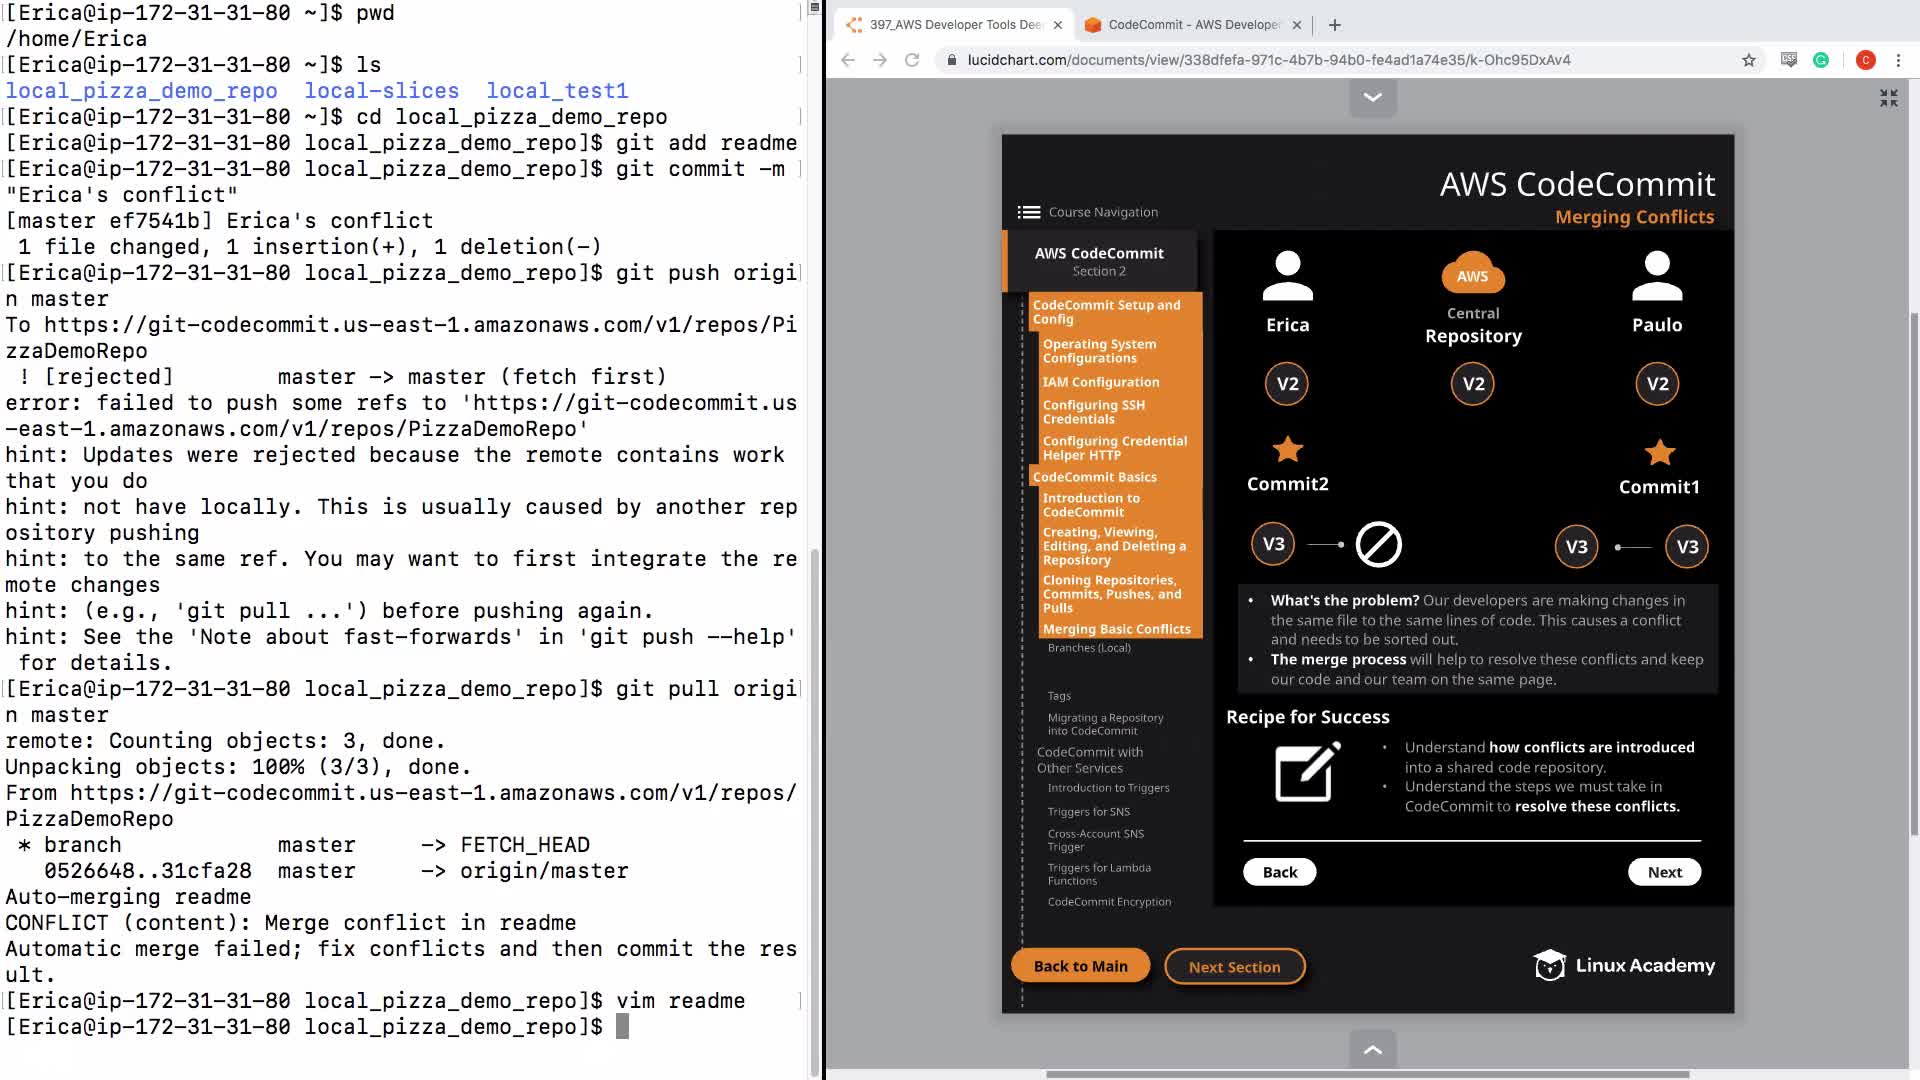 [Erica@ip-172-31-31-80 ~]$ pwd
/home/Erica
[Erica@ip-172-31-31-80 ~]$ ls
local_pizza_demo_repo  local-slices  local_test1
[Erica@ip-172-31-31-80 ~]$ cd local_pizza_demo_repo
[Erica@ip-172-31-31-80 local_pizza_demo_repo]$ git add readme
[Erica@ip-172-31-31-80 local_pizza_demo_repo]$ git commit -m
"Erica's conflict"
[master ef7541b] Erica's conflict
 1 file changed, 1 insertion(+), 1 deletion(-)
[Erica@ip-172-31-31-80 local_pizza_demo_repo]$ git push origi
n master
To https://git-codecommit.us-east-1.amazonaws.com/v1/repos/Pi
zzaDemoRepo
 ! [rejected]        master -> master (fetch first)
error: failed to push some refs to 'https://git-codecommit.us
-east-1.amazonaws.com/v1/repos/PizzaDemoRepo'
hint: Updates were rejected because the remote contains work
that you do
hint: not have locally. This is usually caused by another rep
ository pushing
hint: to the same ref. You may want to first integrate the re
mote changes
hint: (e.g., 'git pull ...') before pushing again.
hint: See the 'Note about fast-forwards' in 'git push --help'
 for details.
[Erica@ip-172-31-31-80 local_pizza_demo_repo]$ git pull origi
n master
remote: Counting objects: 3, done.
Unpacking objects: 100% (3/3), done.
From https://git-codecommit.us-east-1.amazonaws.com/v1/repos/
PizzaDemoRepo
 * branch            master     -> FETCH_HEAD
   0526648..31cfa28  master     -> origin/master
Auto-merging readme
CONFLICT (content): Merge conflict in readme
Automatic merge failed; fix conflicts and then commit the res
ult.
[Erica@ip-172-31-31-80 local_pizza_demo_repo]$ vim readme
[Erica@ip-172-31-31-80 local_pizza_demo_repo]$
397_AWS Developer Tools Dee
CodeCommit - AWS Developer
lucidchart.com/documents/view/338dfefa-971c-4b7b-94b0-fe4ad1a74e35/k-Ohc95DxAv4
C
AWS CodeCommit
Merging Conflicts
Course Navigation
AWS CodeCommit
Section 2
CodeCommit Setup and
Config
Operating System
Configurations
IAM Configuration
Configuring SSH
Credentials
Configuring Credential
Helper HTTP
CodeCommit Basics
Introduction to
CodeCommit
Creating, Viewing,
Editing, and Deleting a
Repository
Cloning Repositories,
Commits, Pushes, and
Pulls
Merging Basic Conflicts
Branches (Local)
Tags
Migrating a Repository
into CodeCommit
CodeCommit with
Other Services
Introduction to Triggers
Triggers for SNS
Cross-Account SNS
Trigger
Triggers for Lambda
Functions
CodeCommit Encryption
Erica
AWS
Central
Repository
Paulo
V2
V2
V2
Commit2
Commit1
V3
V3
V3
• What's the problem? Our developers are making changes in
the same file to the same lines of code. This causes a conflict
and needs to be sorted out.
• The merge process will help to resolve these conflicts and keep
our code and our team on the same page.
Recipe for Success
• Understand how conflicts are introduced
into a shared code repository.
• Understand the steps we must take in
CodeCommit to resolve these conflicts.
Back
Next
Back to Main
Next Section
Linux Academy